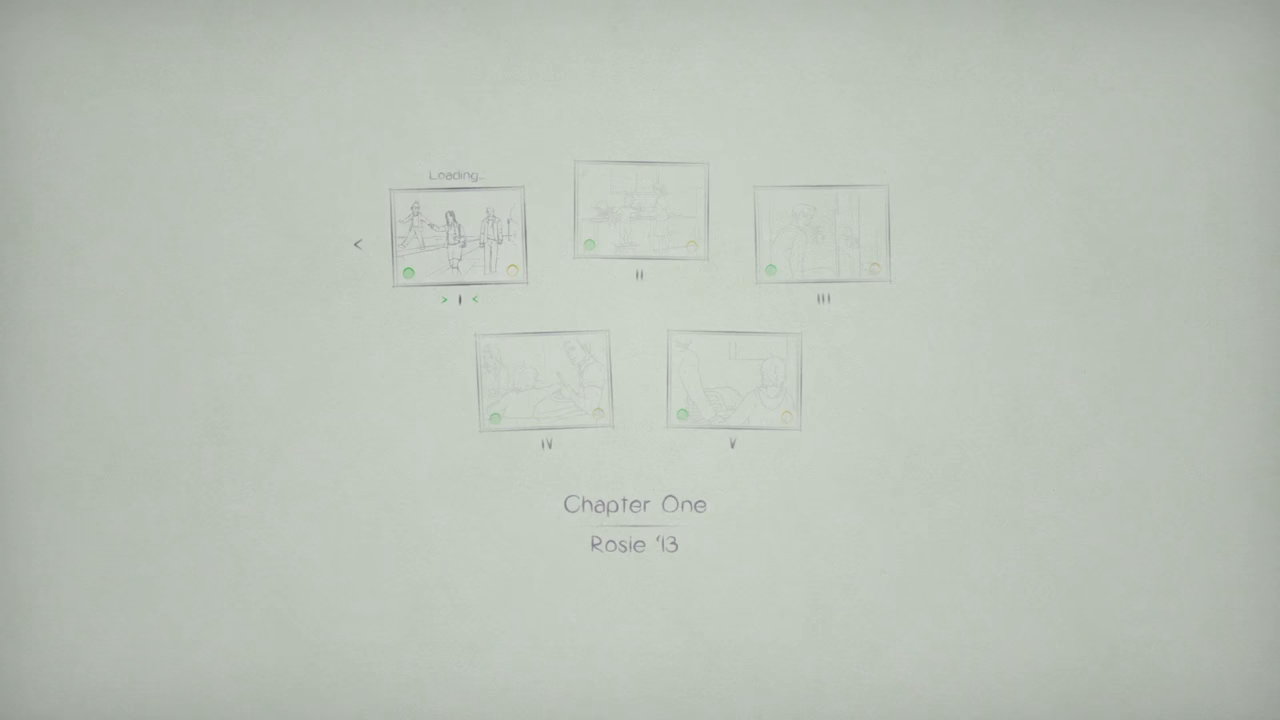 Loading...
<
> I <
II
III
IV
V
Chapter One
Rosie '13